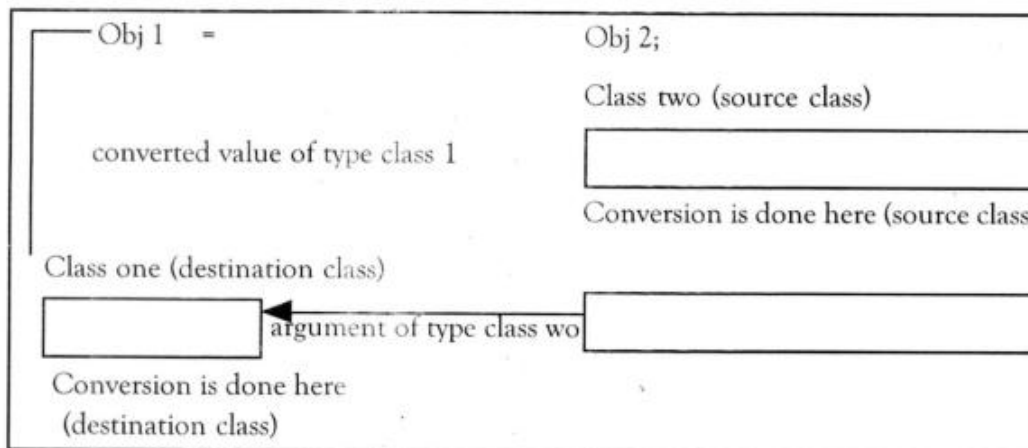 Obj 1 = Obj 2;
Class two (source class)
converted value of type class 1
Conversion is done here (source class
Class one (destination class)
argument of type class wo
Conversion is done here
(destination class)